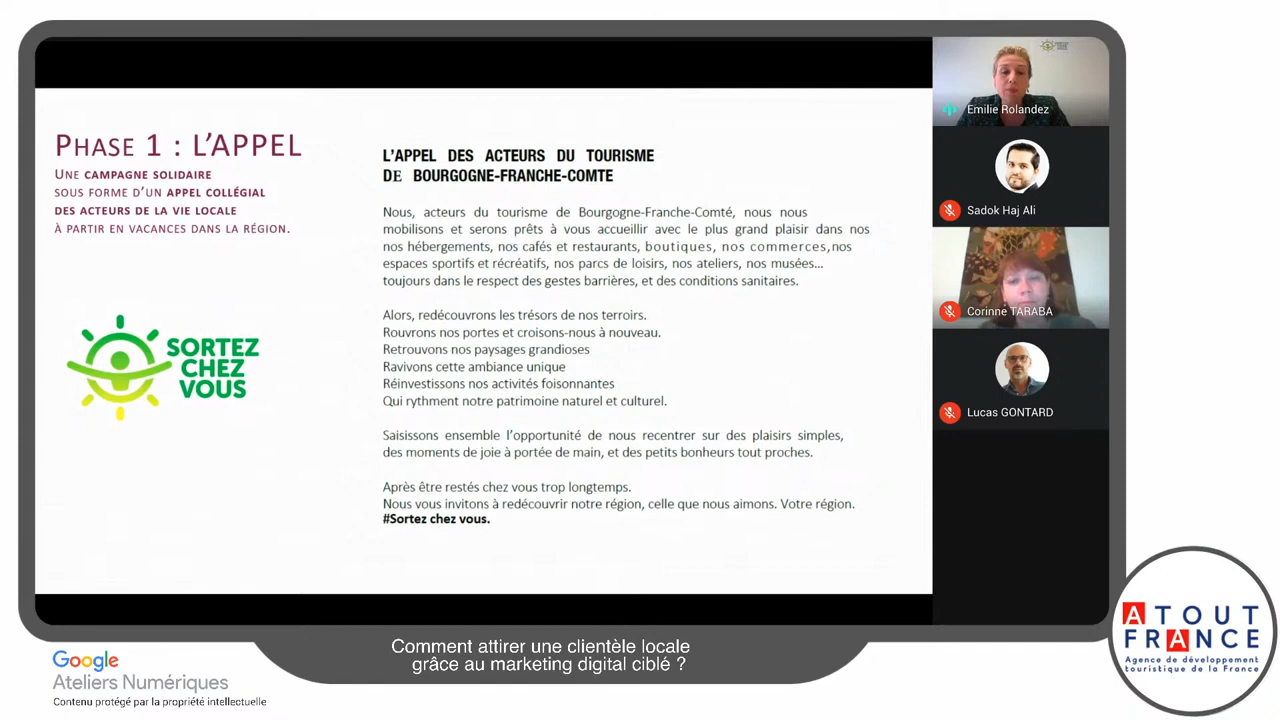 PHASE 1 : L'APPEL
UNE CAMPAGNE SOLIDAIRE
SOUS FORME D'UN APPEL COLLÉGIAL
DES ACTEURS DE LA VIE LOCALE
À PARTIR EN VACANCES DANS LA RÉGION.
SORTEZ
CHEZ
VOUS
L'APPEL DES ACTEURS DU TOURISME
DE BOURGOGNE-FRANCHE-COMTE
Nous, acteurs du tourisme de Bourgogne-Franche-Comté, nous nous
mobilisons et serons prêts à vous accueillir avec le plus grand plaisir dans nos
nos hébergements, nos cafés et restaurants, boutiques, nos commerces,nos
espaces sportifs et récréatifs, nos parcs de loisirs, nos ateliers, nos musées...
toujours dans le respect des gestes barrières, et des conditions sanitaires.
Alors, redécouvrons les trésors de nos terroirs.
Rouvrons nos portes et croisons-nous à nouveau.
Retrouvons nos paysages grandioses
Ravivons cette ambiance unique
Réinvestissons nos activités foisonnantes
Qui rythment notre patrimoine naturel et culturel.
Saisissons ensemble l'opportunité de nous recentrer sur des plaisirs simples,
des moments de joie à portée de main, et des petits bonheurs tout proches.
Après être restés chez vous trop longtemps.
Nous vous invitons à redécouvrir notre région, celle que nous aimons. Votre région.
#Sortez chez vous.
Emilie Rolandez
Sadok Haj Ali
Corinne TARABA
Lucas GONTARD
Comment attirer une clientèle locale
grâce au marketing digital ciblé ?
Google
Ateliers Numériques
Contenu protégé par la propriété intellectuelle
ATOUT
FRANCE
Agence de développement
touristique de la France